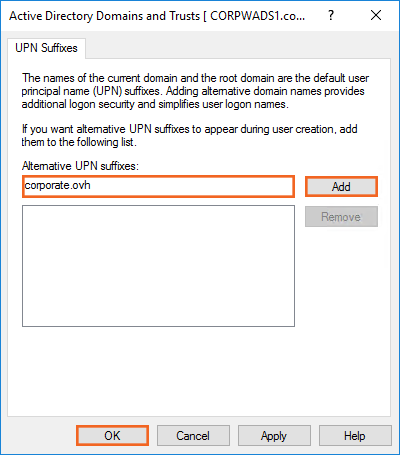 Active Directory Domains and Trusts [ CORPWADS1.co... ?
UPN Suffixes
The names of the current domain and the root domain are the default user
principal name (UPN) suffixes. Adding alternative domain names provides
additional logon security and simplifies user logon names.
If you want alternative UPN suffixes to appear during user creation, add
them to the following list.
Alternative UPN suffixes:
corporate.ovh
Add
Remove
OK Cancel Apply Help